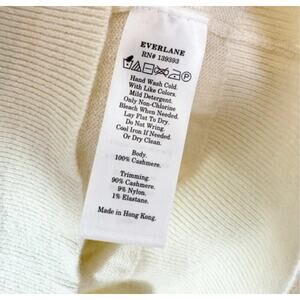 EVERLANE
RN# 139393
P
Hand Wash Cold.
With Like Colors.
Mild Detergent.
Only Non-Chlorine
Bleach When Needed.
Lay Flat To Dry.
Do Not Wring.
Cool Iron If Needed.
Or Dry Clean.
Body.
100% Cashmere.
Trimming.
90% Cashmere.
9% Nylon.
1% Elastane.
Made in Hong Kong.